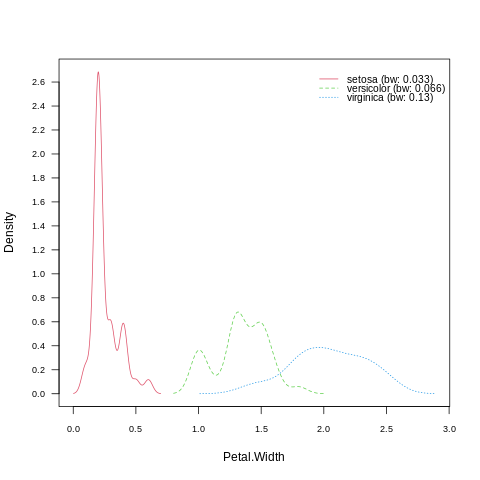 setosa (bw: 0.033)
versicolor (bw: 0.066)
virginica (bw: 0.13)
2.6
2.4
2.2
2.0
1.8
1.6
1.4
1.2
1.0
0.8
0.6
0.4
0.2
0.0
Density
0.0 0.5 1.0 1.5 2.0 2.5 3.0
Petal.Width